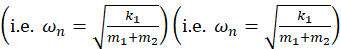 (i.e. ωₙ = √(k₁/(m₁+m₂))) (i.e. ωₙ = √(k₁/(m₁+m₂)))